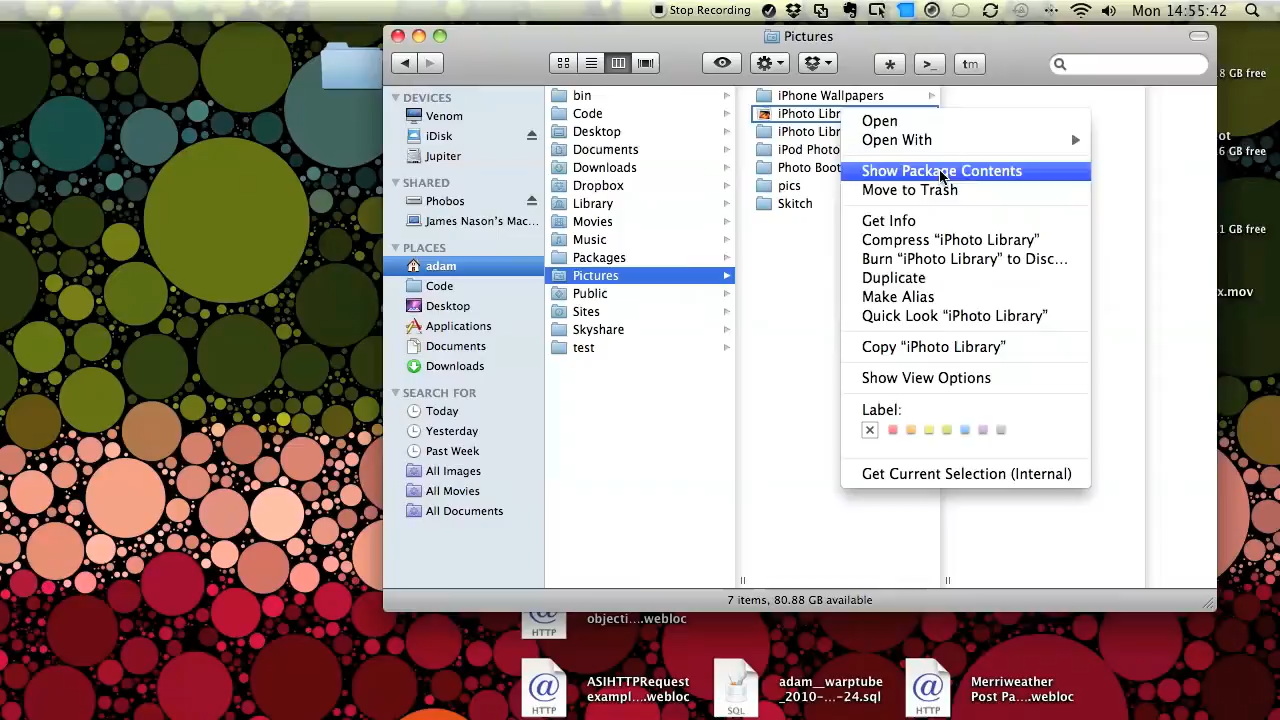 Stop Recording
Mon 14:55:42
Pictures
tm
DEVICES
Venom
iDisk
Jupiter
SHARED
Phobos
James Nason's Mac...
PLACES
adam
Code
Desktop
Applications
Documents
Downloads
SEARCH FOR
Today
Yesterday
Past Week
All Images
All Movies
All Documents
bin
Code
Desktop
Documents
Downloads
Dropbox
Library
Movies
Music
Packages
Pictures
Public
Sites
Skyshare
test
iPhone Wallpapers
iPhoto Libr
iPhoto Libr
iPod Photo
Photo Boot
pics
Skitch
Open
Open With
Show Package Contents
Move to Trash
Get Info
Compress “iPhoto Library”
Burn “iPhoto Library” to Disc...
Duplicate
Make Alias
Quick Look “iPhoto Library”
Copy “iPhoto Library”
Show View Options
Label:
Get Current Selection (Internal)
7 items, 80.88 GB available
8 GB free
ot
6 GB free
1 GB free
x.mov
HTTP
objecti....webloc
HTTP
ASIHTTPRequest
exampl....webloc
SQL
adam__warptube
_2010-...-24.sql
HTTP
Merriweather
Post Pa....webloc